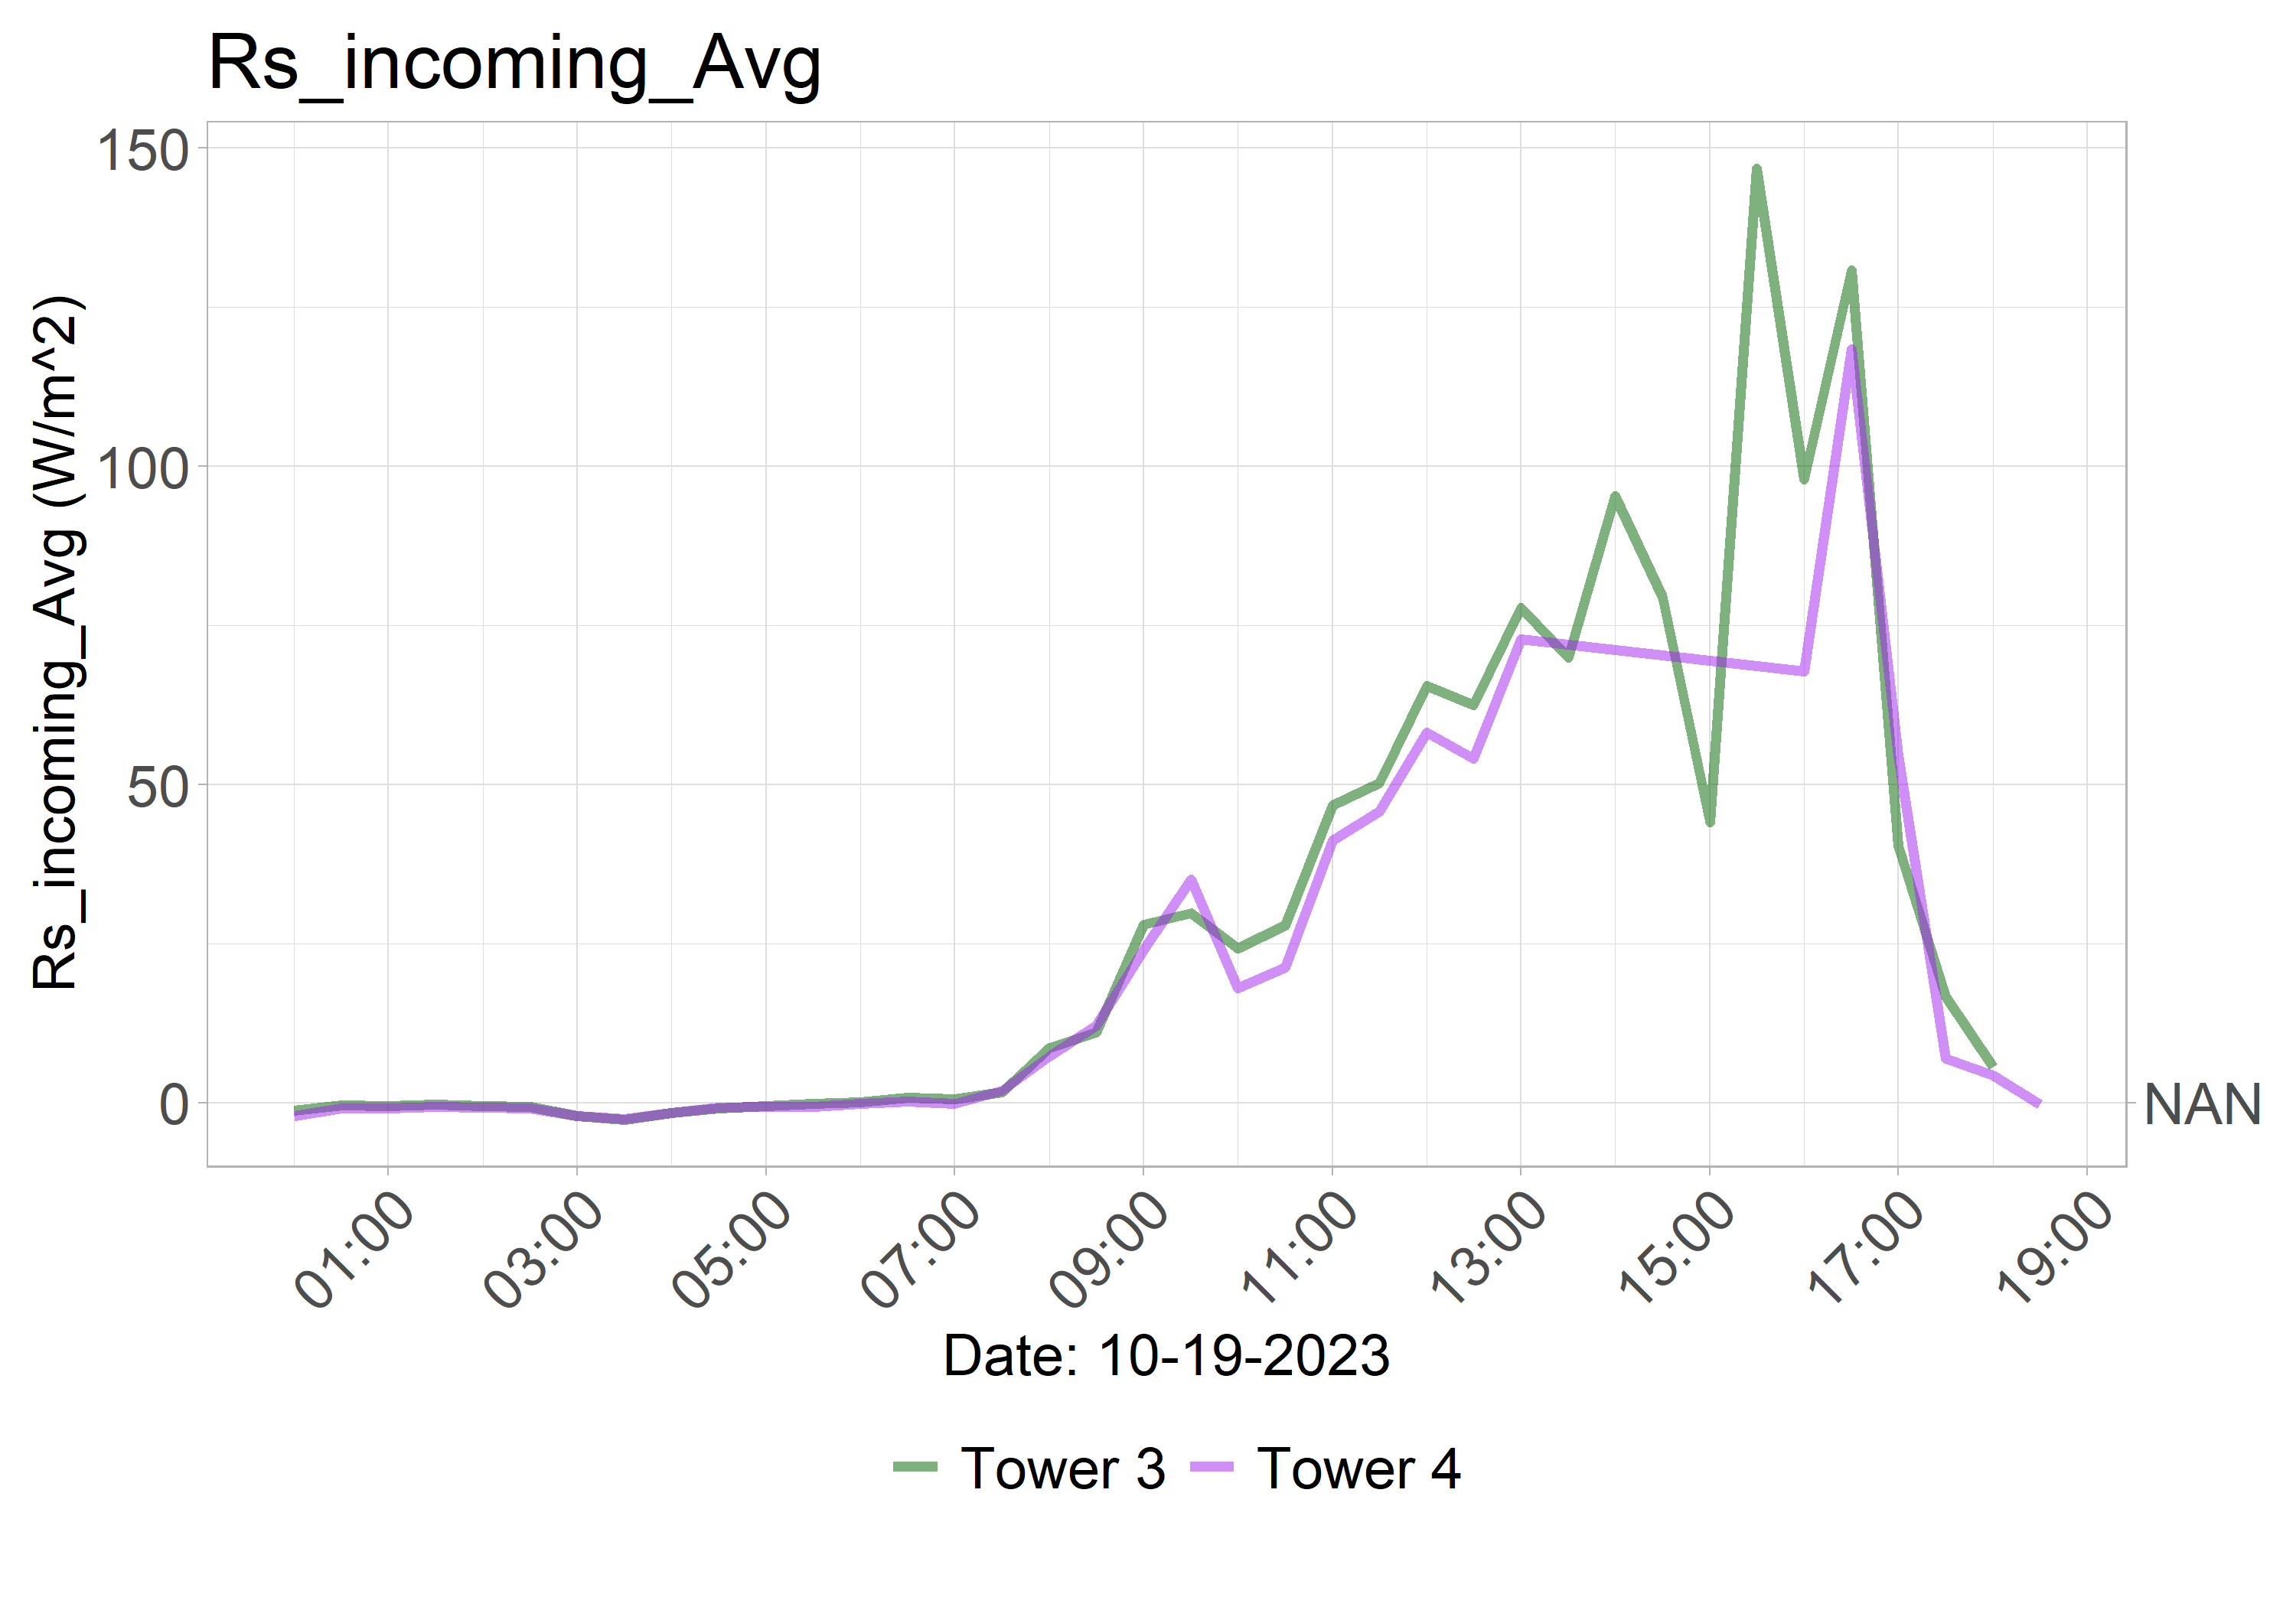 Rs_incoming_Avg
Rs_incoming_Avg (W/m^2)
150
100
50
0
NAN
01:00
03:00
05:00
07:00
09:00
11:00
13:00
15:00
17:00
19:00
Date: 10-19-2023
Tower 3 Tower 4